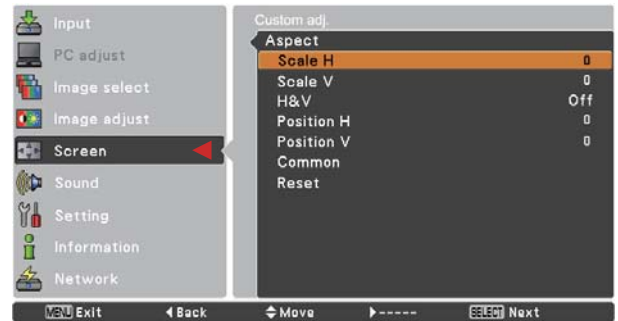 Input
PC adjust
Image select
Image adjust
Screen
Sound
Setting
Information
Network
Custom adj.
Aspect
Scale H 0
Scale V 0
H&V Off
Position H 0
Position V 0
Common
Reset
MENU Exit Back Move ----- SELECT Next